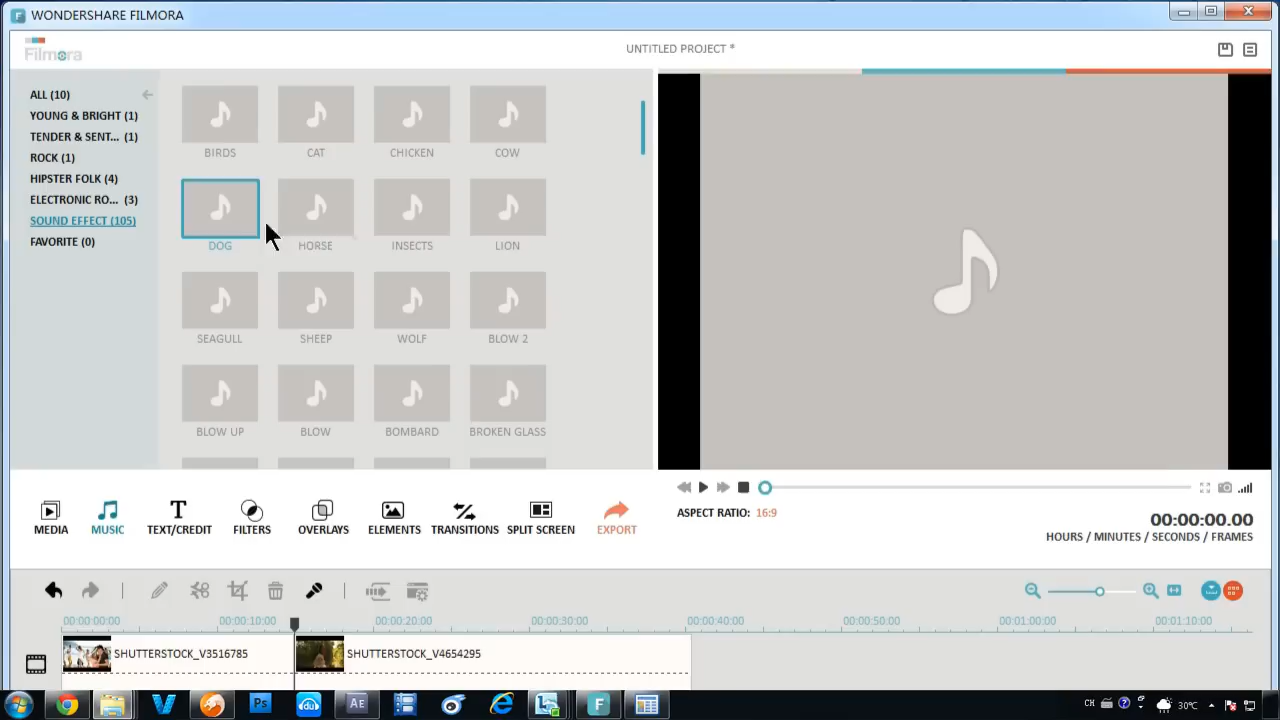 WONDERSHARE FILMORA
Filmora
UNTITLED PROJECT *
ALL (10)
YOUNG & BRIGHT (1)
TENDER & SENT... (1)
ROCK (1)
HIPSTER FOLK (4)
ELECTRONIC RO... (3)
SOUND EFFECT (105)
FAVORITE (0)
BIRDS CAT CHICKEN COW
DOG HORSE INSECTS LION
SEAGULL SHEEP WOLF BLOW 2
BLOW UP BLOW BOMBARD BROKEN GLASS
MEDIA MUSIC TEXT/CREDIT FILTERS OVERLAYS ELEMENTS TRANSITIONS SPLIT SCREEN EXPORT
ASPECT RATIO: 16:9
00:00:00.00
HOURS / MINUTES / SECONDS / FRAMES
00:00:00:00 00:00:10:00 00:00:20:00 00:00:30:00 00:00:40:00 00:00:50:00 00:01:00:00 00:01:10:00
SHUTTERSTOCK_V3516785 SHUTTERSTOCK_V4654295
Ps AE CH 30℃